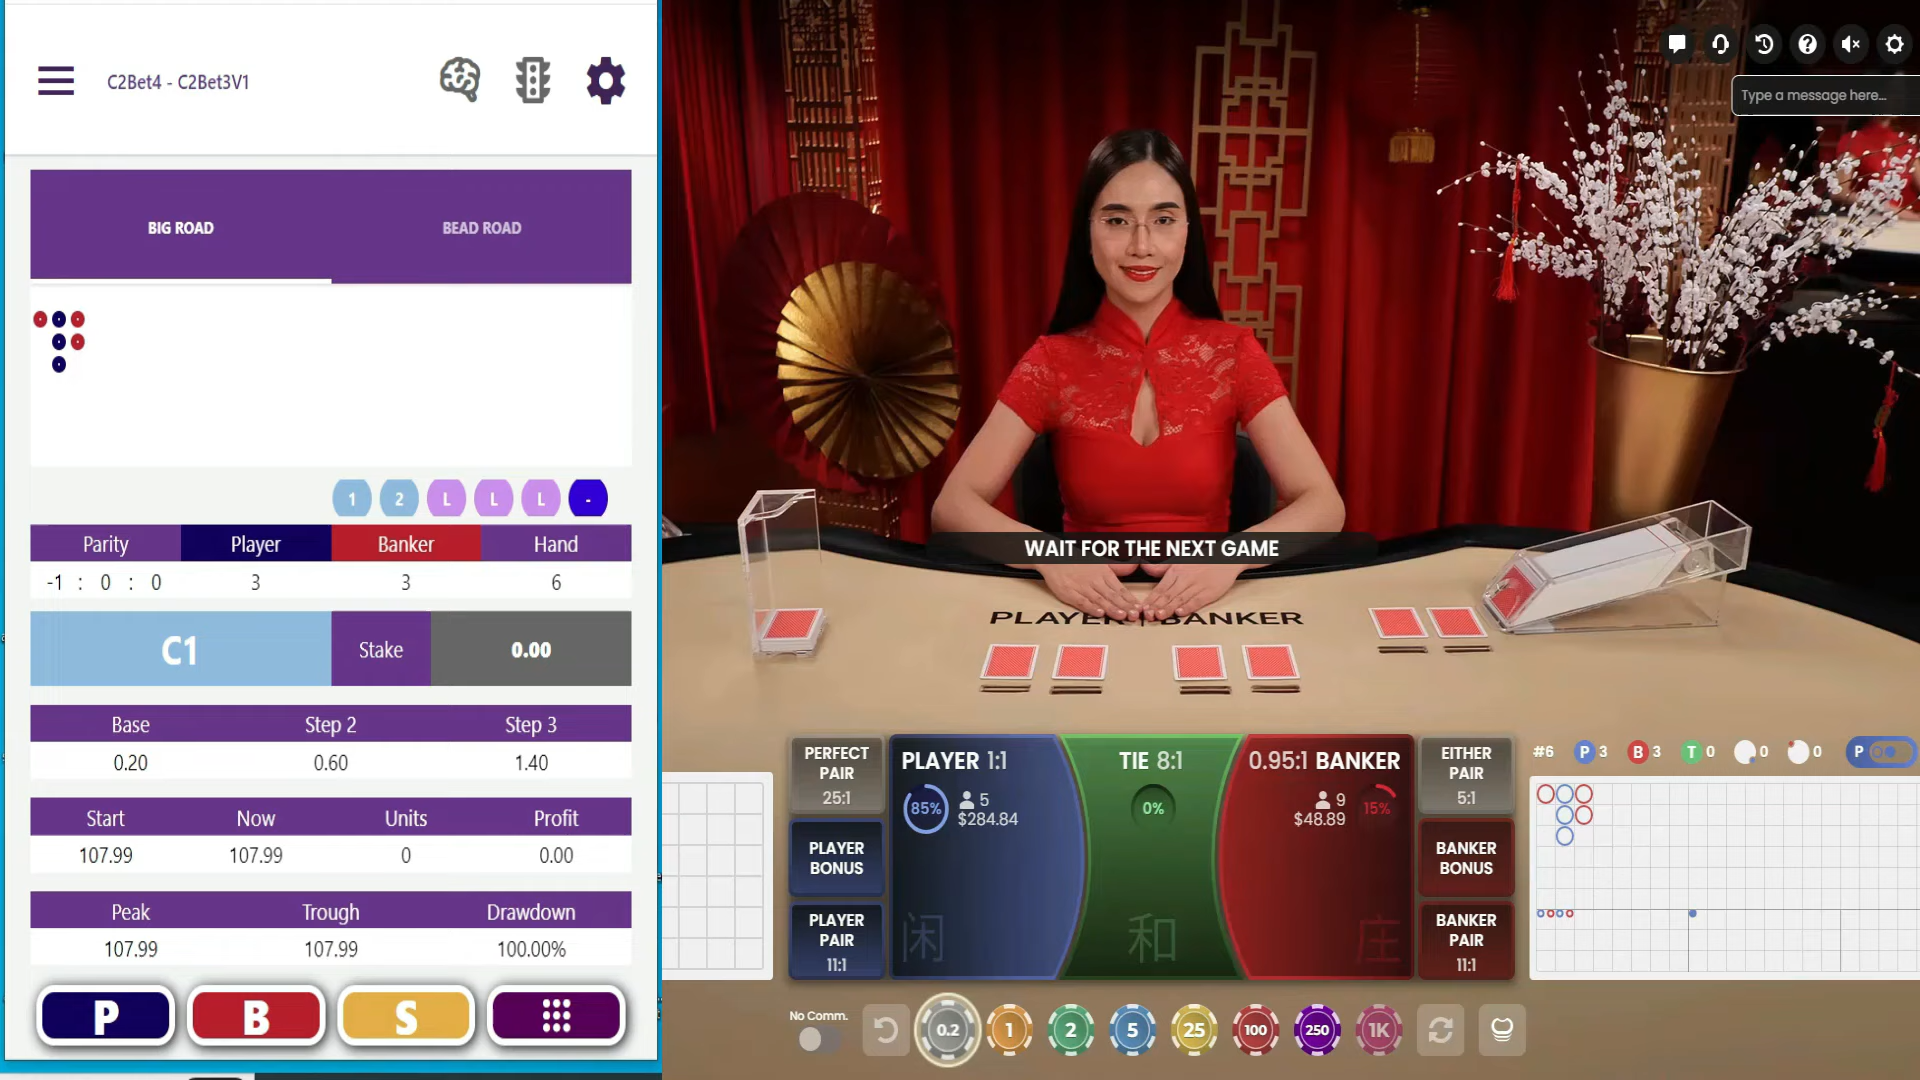 C2Bet4 - C2Bet3V1
BIG ROAD
BEAD ROAD
1 2 L L L -
Parity Player Banker Hand
-1 : 0 : 0 3 3 6
C1 Stake 0.00
Base Step 2 Step 3
0.20 0.60 1.40
Start Now Units Profit
107.99 107.99 0 0.00
Peak Trough Drawdown
107.99 107.99 100.00%
P B S
Type a message here...
WAIT FOR THE NEXT GAME
PLAYER | BANKER
PERFECT PAIR
25:1
PLAYER BONUS
PLAYER PAIR
11:1
PLAYER 1:1
85% 5
$284.84
闲
TIE 8:1
0%
和
0.95:1 BANKER
9 15%
$48.89
庄
EITHER PAIR
5:1
BANKER BONUS
BANKER PAIR
11:1
#6 P 3 B 3 T 0 0 0 P
No Comm.
0.2 1 2 5 25 100 250 1K